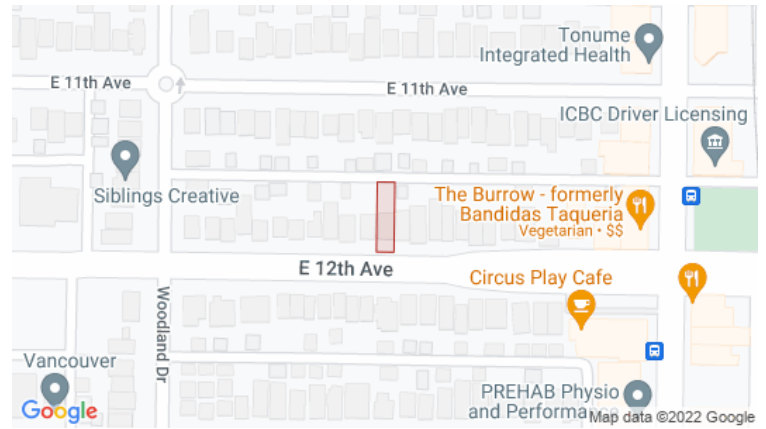 Tonume
Integrated Health
E 11th Ave
E 11th Ave
ICBC Driver Licensing
Siblings Creative
The Burrow - formerly
Bandidas Taqueria
Vegetarian • $$
E 12th Ave
Circus Play Cafe
Woodland Dr
Vancouver
PREHAB Physio
and Performa
Google
Map data ©2022 Google